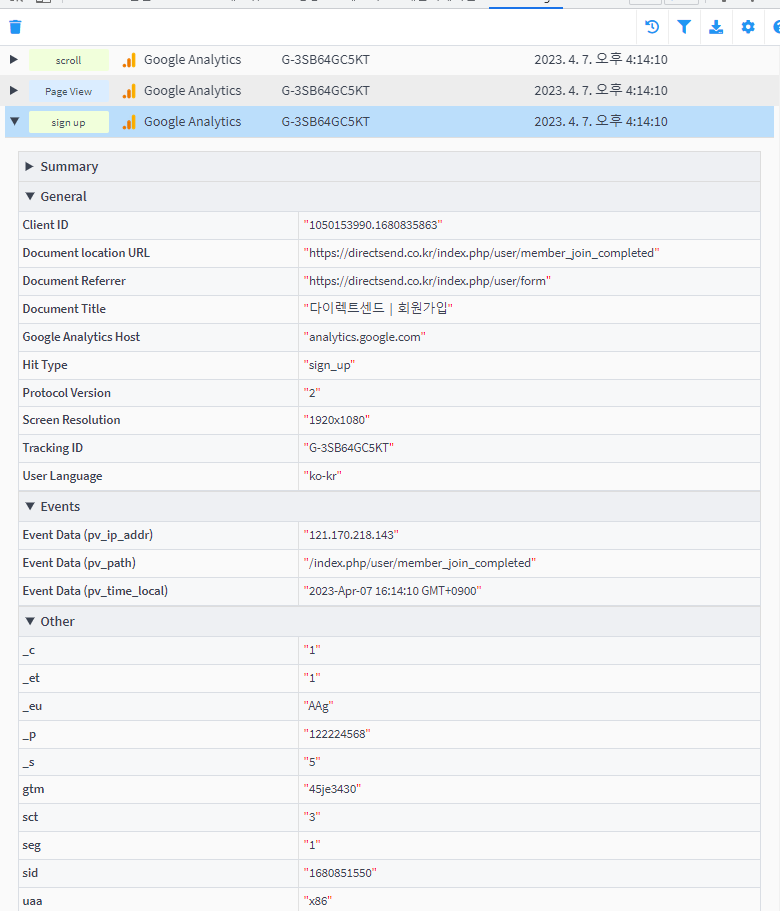 scroll Google Analytics G-3SB64GC5KT 2023. 4. 7. 오후 4:14:10
Page View Google Analytics G-3SB64GC5KT 2023. 4. 7. 오후 4:14:10
sign up Google Analytics G-3SB64GC5KT 2023. 4. 7. 오후 4:14:10
Summary
General
Client ID "1050153990.1680835863"
Document location URL "https://directsend.co.kr/index.php/user/member_join_completed"
Document Referrer "https://directsend.co.kr/index.php/user/form"
Document Title "다이렉트센드 | 회원가입"
Google Analytics Host "analytics.google.com"
Hit Type "sign_up"
Protocol Version "2"
Screen Resolution "1920x1080"
Tracking ID "G-3SB64GC5KT"
User Language "ko-kr"
Events
Event Data (pv_ip_addr) "121.170.218.143"
Event Data (pv_path) "/index.php/user/member_join_completed"
Event Data (pv_time_local) "2023-Apr-07 16:14:10 GMT+0900"
Other
_c "1"
_et "1"
_eu "AAg"
_p "122224568"
_s "5"
gtm "45je3430"
sct "3"
seg "1"
sid "1680851550"
uaa "x86"